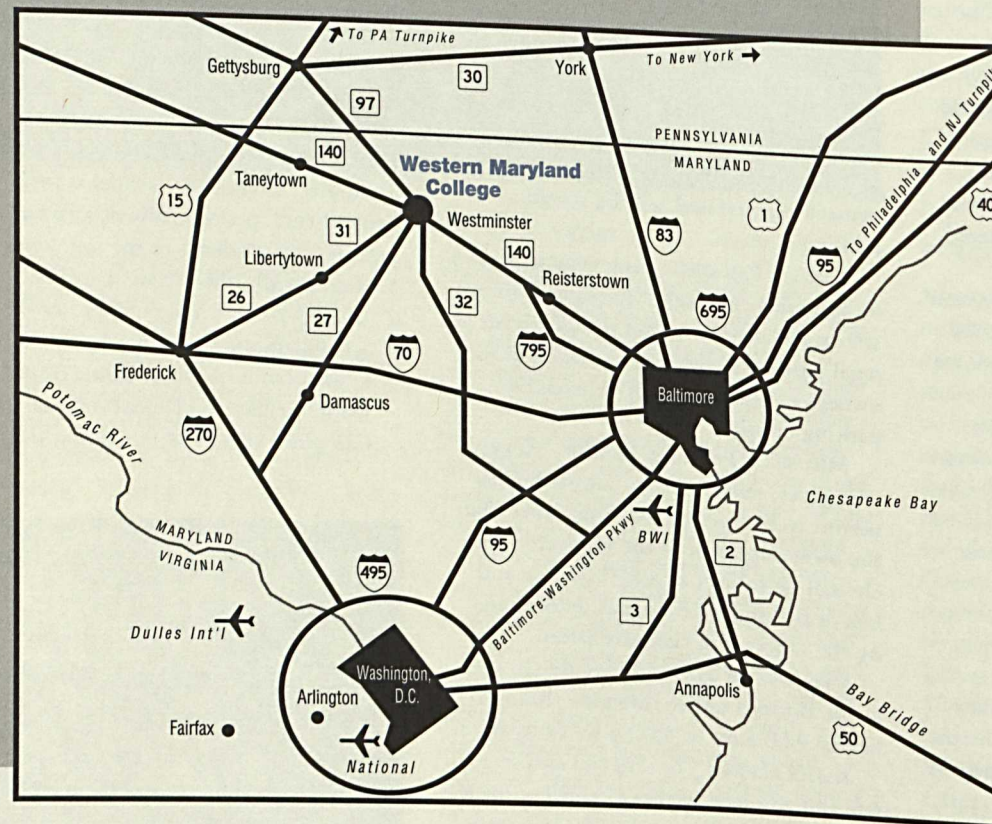 To PA Turnpike
Gettysburg
30
York
To New York
97
PENNSYLVANIA
MARYLAND
140
Taneytown
Western Maryland
College
Westminster
15
31
Libertytown
26
27
32
140
Reisterstown
83
1
95
To Philadelphia and NJ Turnpi
40
695
795
70
Frederick
Damascus
Baltimore
270
Potomac River
MARYLAND
VIRGINIA
495
95
Baltimore-Washington Pkwy
BWI
Chesapeake Bay
2
3
Dulles Int'l
Washington,
D.C.
Arlington
Fairfax
National
Annapolis
Bay Bridge
50